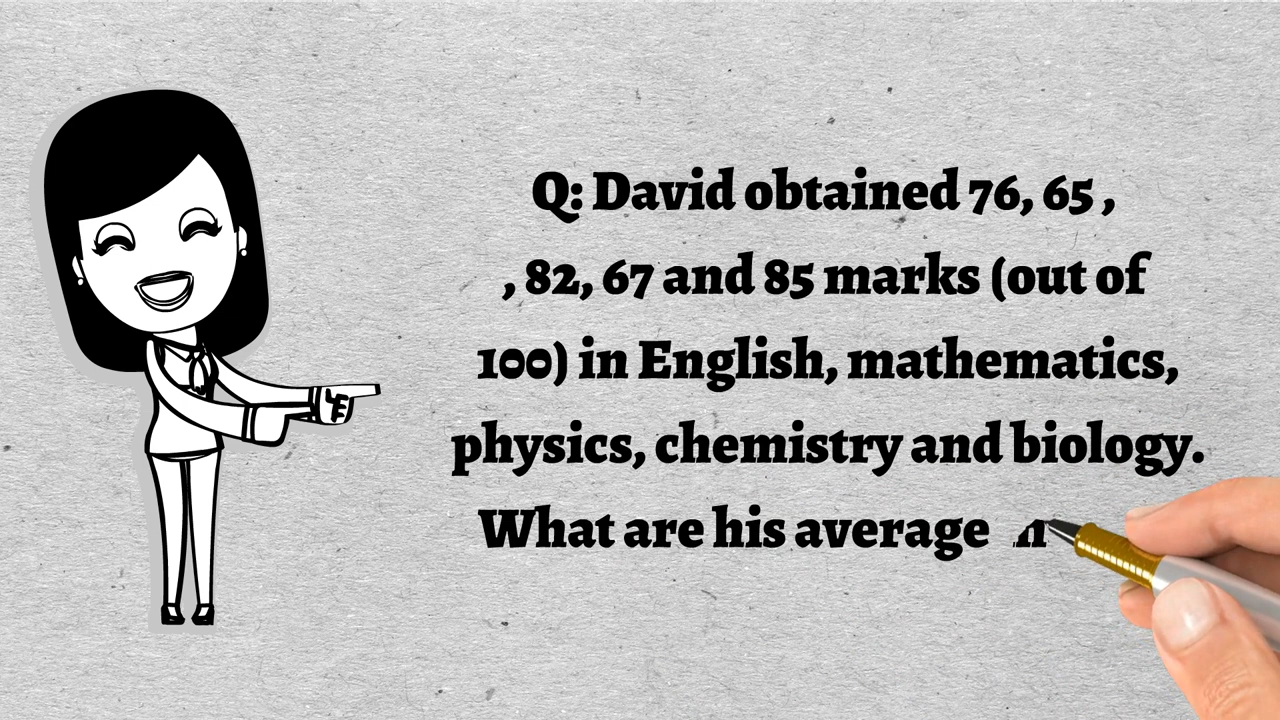 Q: David obtained 76, 65 ,
, 82, 67 and 85 marks (out of
100) in English, mathematics,
physics, chemistry and biology.
What are his average